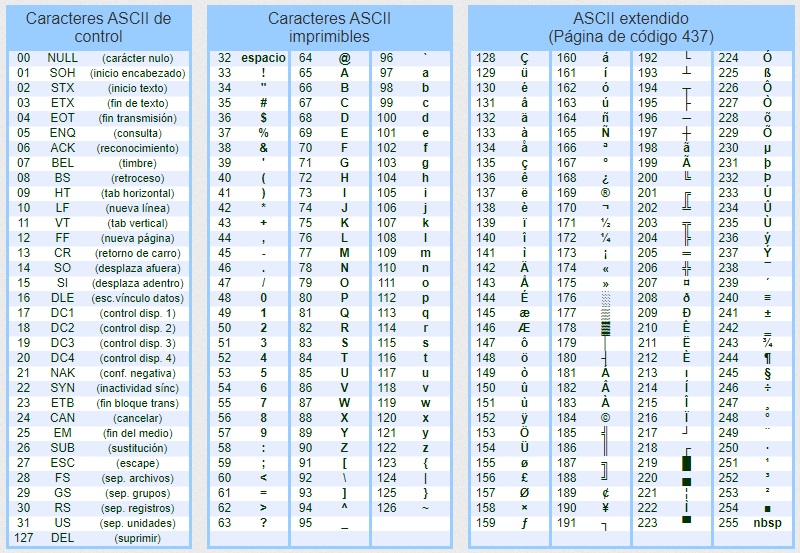 Caracteres ASCII de
control
00 NULL (carácter nulo)
01 SOH (inicio encabezado)
02 STX (inicio texto)
03 ETX (fin de texto)
04 EOT (fin transmisión)
05 ENQ (consulta)
06 ACK (reconocimiento)
07 BEL (timbre)
08 BS (retroceso)
09 HT (tab horizontal)
10 LF (nueva línea)
11 VT (tab vertical)
12 FF (nueva página)
13 CR (retorno de carro)
14 SO (desplaza afuera)
15 SI (desplaza adentro)
16 DLE (esc.vínculo datos)
17 DC1 (control disp. 1)
18 DC2 (control disp. 2)
19 DC3 (control disp. 3)
20 DC4 (control disp. 4)
21 NAK (conf. negativa)
22 SYN (inactividad sínc)
23 ETB (fin bloque trans)
24 CAN (cancelar)
25 EM (fin del medio)
26 SUB (sustitución)
27 ESC (escape)
28 FS (sep. archivos)
29 GS (sep. grupos)
30 RS (sep. registros)
31 US (sep. unidades)
127 DEL (suprimir)
Caracteres ASCII
imprimibles
32 espacio 64 @ 96 `
33 ! 65 A 97 a
34 " 66 B 98 b
35 # 67 C 99 c
36 $ 68 D 100 d
37 % 69 E 101 e
38 & 70 F 102 f
39 ' 71 G 103 g
40 ( 72 H 104 h
41 ) 73 I 105 i
42 * 74 J 106 j
43 + 75 K 107 k
44 , 76 L 108 l
45 - 77 M 109 m
46 . 78 N 110 n
47 / 79 O 111 o
48 0 80 P 112 p
49 1 81 Q 113 q
50 2 82 R 114 r
51 3 83 S 115 s
52 4 84 T 116 t
53 5 85 U 117 u
54 6 86 V 118 v
55 7 87 W 119 w
56 8 88 X 120 x
57 9 89 Y 121 y
58 : 90 Z 122 z
59 ; 91 [ 123 {
60 < 92 \ 124 |
61 = 93 ] 125 }
62 > 94 ^ 126 ~
63 ? 95 _
ASCII extendido
(Página de código 437)
128 Ç 160 á 192 └ 224 Ó
129 ü 161 í 193 ┴ 225 ß
130 é 162 ó 194 ┬ 226 Ô
131 â 163 ú 195 ├ 227 Ò
132 ä 164 ñ 196 ─ 228 õ
133 à 165 Ñ 197 ┼ 229 Õ
134 å 166 ª 198 ã 230 µ
135 ç 167 º 199 Ã 231 þ
136 ê 168 ¿ 200 ╚ 232 Þ
137 ë 169 ® 201 ╔ 233 Ú
138 è 170 ¬ 202 ╩ 234 Û
139 ï 171 ½ 203 ╦ 235 Ù
140 î 172 ¼ 204 ╠ 236 ý
141 ì 173 ¡ 205 ═ 237 Ý
142 Ä 174 « 206 ╬ 238 ¯
143 Å 175 » 207 ¤ 239 ´
144 É 176 ░ 208 ð 240 ≡
145 æ 177 ▒ 209 Ð 241 ±
146 Æ 178 ▓ 210 Ê 242 ‗
147 ô 179 │ 211 Ë 243 ¾
148 ö 180 ┤ 212 È 244 ¶
149 ò 181 Á 213 ı 245 §
150 û 182 Â 214 Í 246 ÷
151 ù 183 À 215 Î 247 ¸
152 ÿ 184 © 216 Ï 248 °
153 Ö 185 ╣ 217 ┘ 249 ¨
154 Ü 186 ║ 218 ┌ 250 ·
155 ø 187 ╗ 219 █ 251 ¹
156 £ 188 ╝ 220 ▄ 252 ³
157 Ø 189 ¢ 221 ¦ 253 ²
158 × 190 ¥ 222 Ì 254 ■
159 ƒ 191 ┐ 223 ▀ 255 nbsp